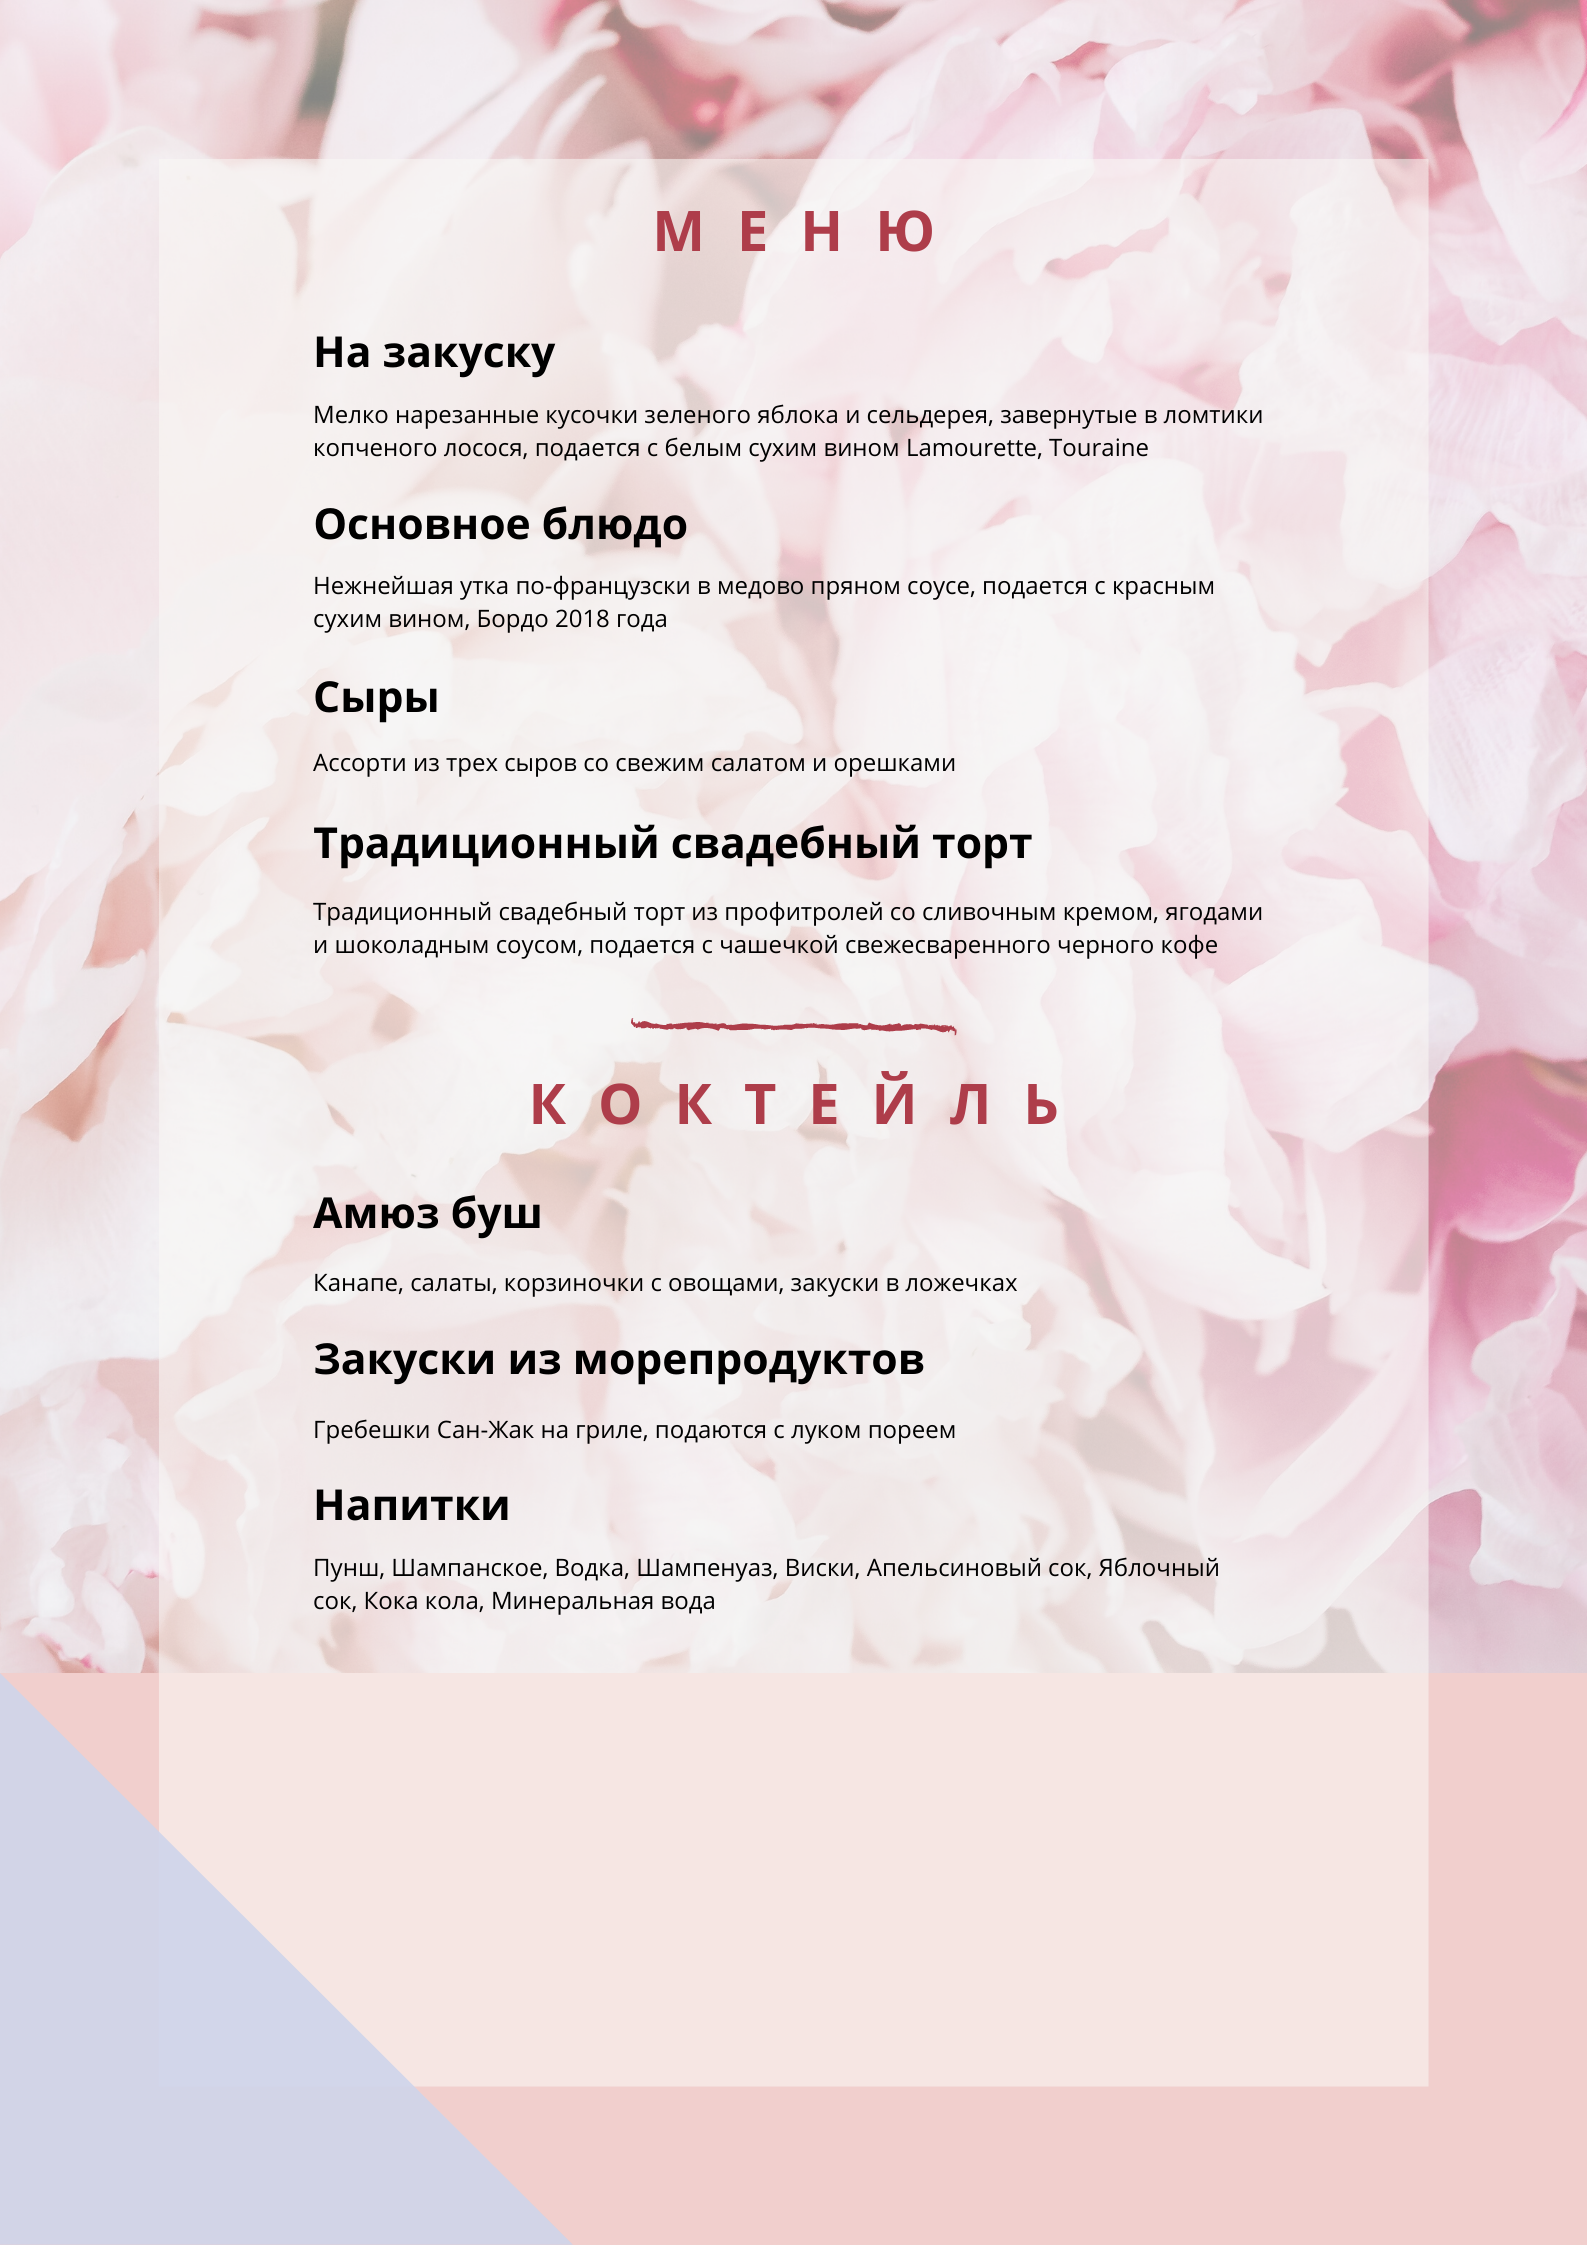 МЕНЮ
На закуску
Мелко нарезанные кусочки зеленого яблока и сельдерея, завернутые в ломтики
копченого лосося, подается с белым сухим вином Lamourette, Touraine
Основное блюдо
Нежнейшая утка по-французски в медово пряном соусе, подается с красным
сухим вином, Бордо 2018 года
Сыры
Ассорти из трех сыров со свежим салатом и орешками
Традиционный свадебный торт
Традиционный свадебный торт из профитролей со сливочным кремом, ягодами
и шоколадным соусом, подается с чашечкой свежесваренного черного кофе
КОКТЕЙЛЬ
Амюз буш
Канапе, салаты, корзиночки с овощами, закуски в ложечках
Закуски из морепродуктов
Гребешки Сан-Жак на гриле, подаются с луком пореем
Напитки
Пунш, Шампанское, Водка, Шампенуаз, Виски, Апельсиновый сок, Яблочный
сок, Кока кола, Минеральная вода